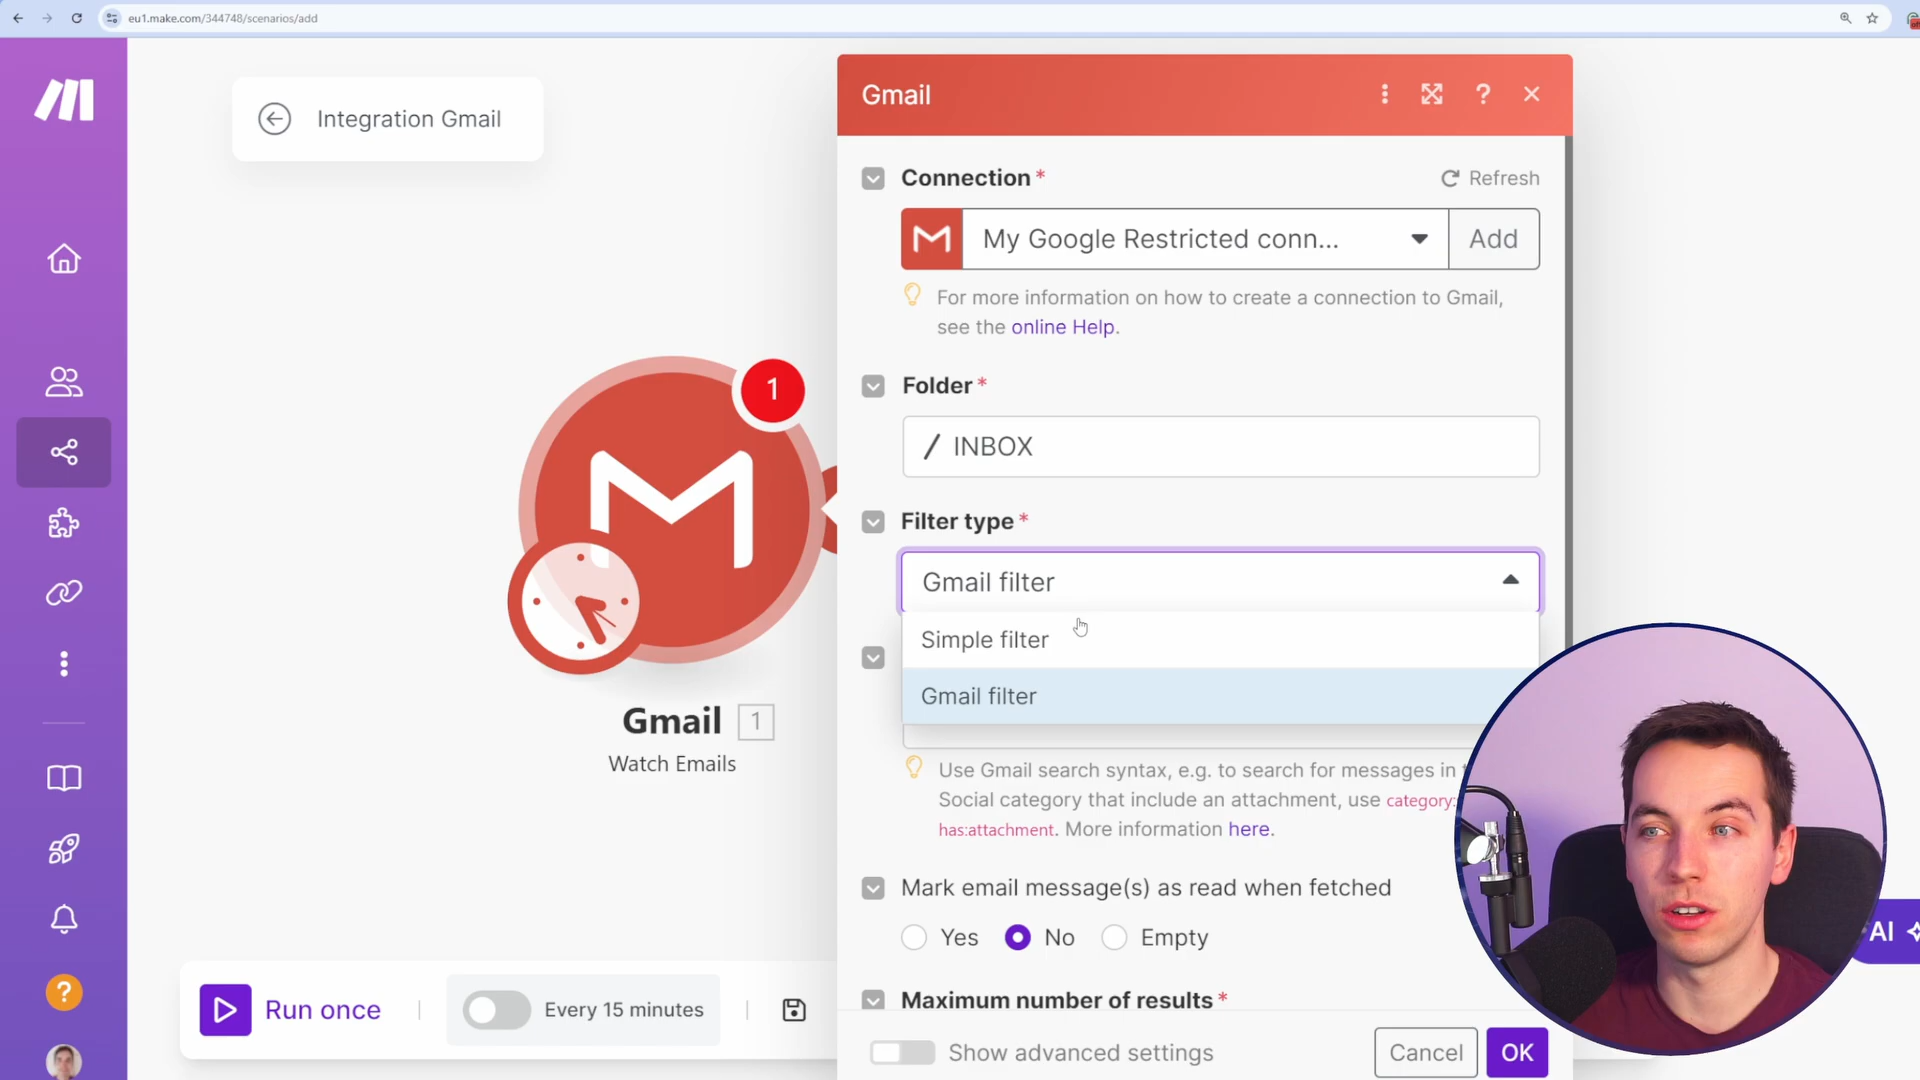 eu1.make.com/344748/scenarios/add
Integration Gmail
Gmail
Connection *
Refresh
My Google Restricted conn...
Add
For more information on how to create a connection to Gmail,
see the online Help.
Folder *
/ INBOX
Filter type *
Gmail filter
Simple filter
Gmail filter
Use Gmail search syntax, e.g. to search for messages in
Social category that include an attachment, use category:
has:attachment. More information here.
Mark email message(s) as read when fetched
Yes
No
Empty
Maximum number of results *
Show advanced settings
Cancel
OK
1
Gmail 1
Watch Emails
Run once
Every 15 minutes
AI
?